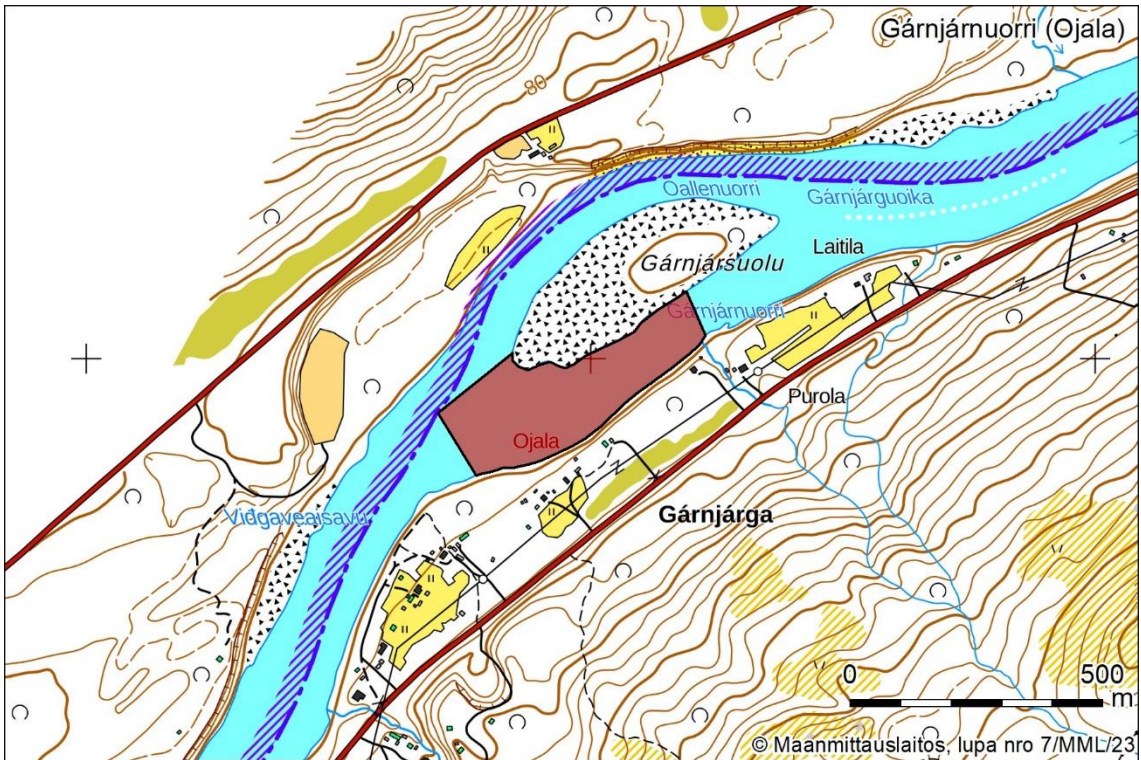 Gárnjárnuorri (Ojala)
80
Oallenuorri
Gárnjárguoika
Laitila
Gárnjársuolu
Gárnjárnuorri
Purola
Ojala
Vidgaveaisavu
Gárnjárga
0 500
m
© Maanmittauslaitos, lupa nro 7/MML/23